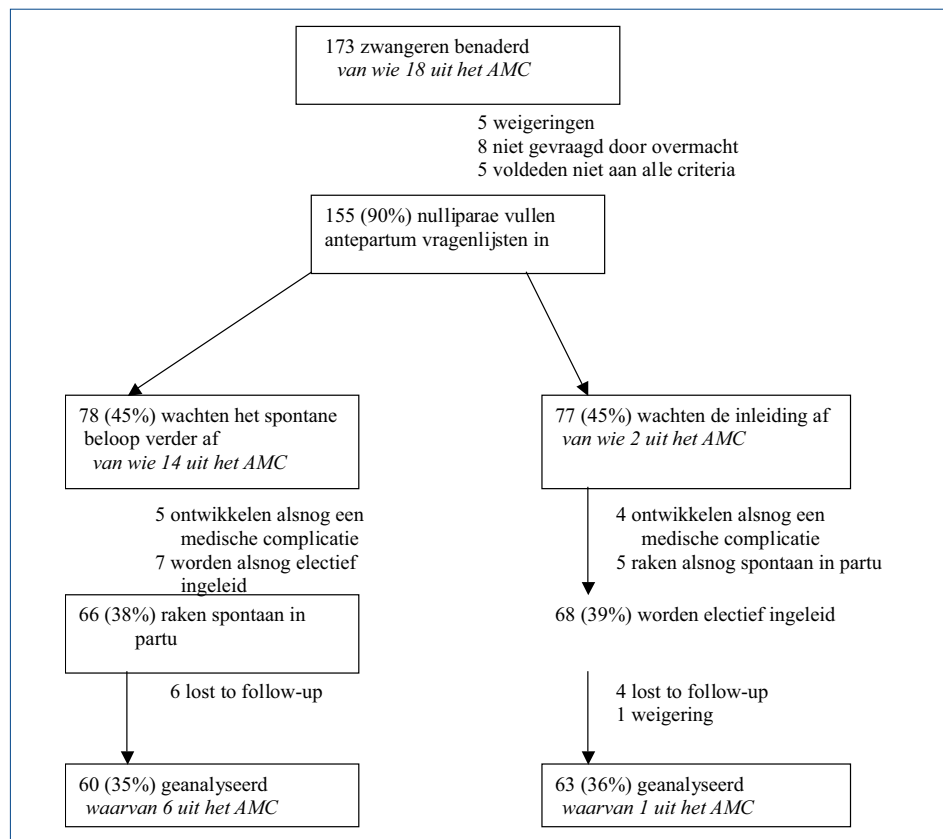 173 zwangeren benaderd
van wie 18 uit het AMC
5 weigeringen
8 niet gevraagd door overmacht
5 voldeden niet aan alle criteria
155 (90%) nulliparae vullen
antepartum vragenlijsten in
78 (45%) wachten het spontane
beloop verder af
van wie 14 uit het AMC
5 ontwikkelen alsnog een
medische complicatie
7 worden alsnog electief
ingeleid
66 (38%) raken spontaan in
partu
6 lost to follow-up
60 (35%) geanalyseerd
waarvan 6 uit het AMC
77 (45%) wachten de inleiding af
van wie 2 uit het AMC
4 ontwikkelen alsnog een
medische complicatie
5 raken alsnog spontaan in partu
68 (39%) worden electief ingeleid
4 lost to follow-up
1 weigering
63 (36%) geanalyseerd
waarvan 1 uit het AMC